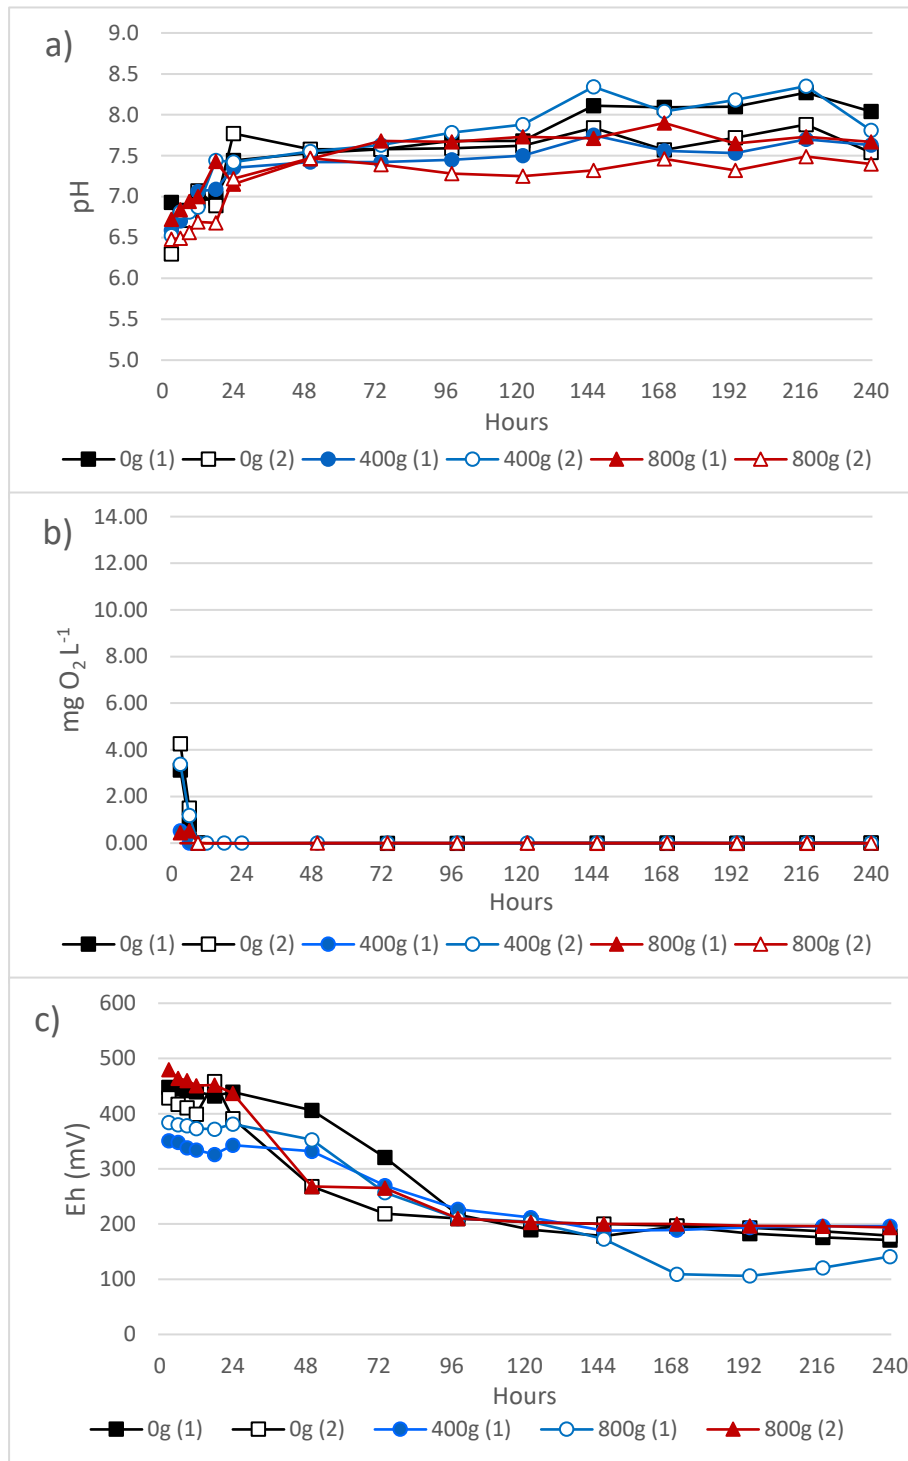 a)
9.0
8.5
8.0
7.5
7.0
6.5
6.0
5.5
5.0
pH
0 24 48 72 96 120 144 168 192 216 240
Hours
0g (1) 0g (2) 400g (1) 400g (2) 800g (1) 800g (2)
b)
14.00
12.00
10.00
8.00
6.00
4.00
2.00
0.00
mg O₂ L⁻¹
0 24 48 72 96 120 144 168 192 216 240
Hours
0g (1) 0g (2) 400g (1) 400g (2) 800g (1) 800g (2)
c)
600
500
400
300
200
100
0
Eh (mV)
0 24 48 72 96 120 144 168 192 216 240
Hours
0g (1) 0g (2) 400g (1) 800g (1) 800g (2)